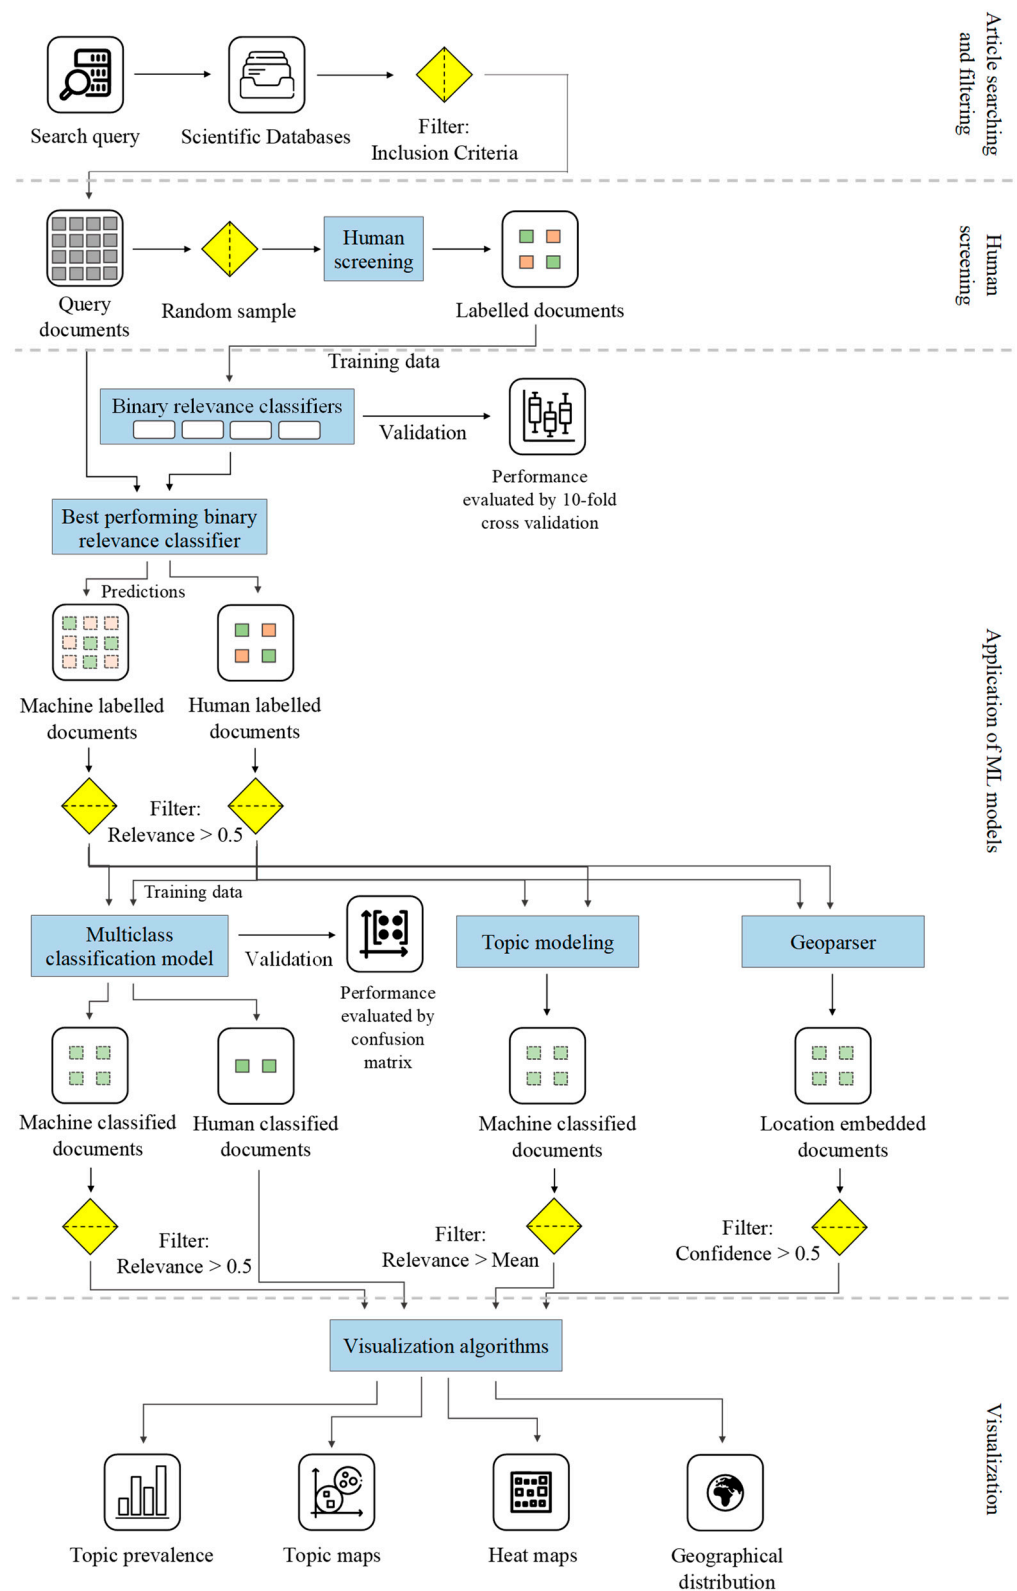 Article searching
and filtering
Search query
Scientific Databases
Filter:
Inclusion Criteria
Human
screening
Human
screening
Query
documents
Random sample
Labelled documents
Training data
Binary relevance classifiers
Validation
Performance
evaluated by 10-fold
cross validation
Best performing binary
relevance classifier
Predictions
Machine labelled
documents
Human labelled
documents
Application of ML models
Filter:
Relevance > 0.5
Training data
Multiclass
classification model
Validation
Performance
evaluated by
confusion
matrix
Topic modeling
Geoparser
Machine classified
documents
Human classified
documents
Machine classified
documents
Location embedded
documents
Filter:
Relevance > 0.5
Filter:
Relevance > Mean
Filter:
Confidence > 0.5
Visualization algorithms
Visualization
Topic prevalence
Topic maps
Heat maps
Geographical
distribution